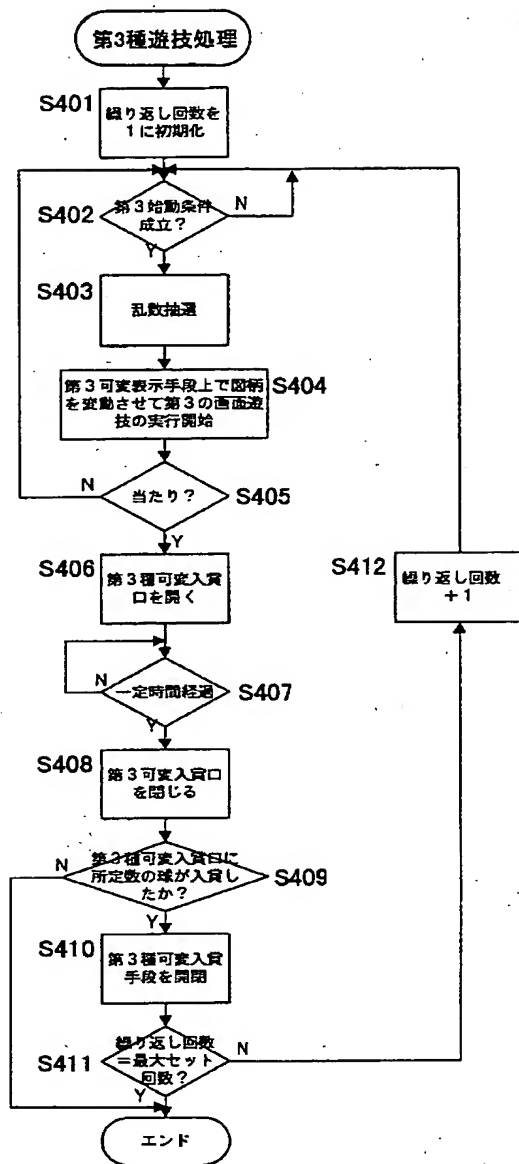 第3種遊技処理
S401
繰り返し回数を
1に初期化
S402
第3始動条件
成立?
N
Y
S403
乱数抽選
第3可変表示手段上で図柄
を変動させて第3の画面遊
技の実行開始
S404
N
当たり?
S405
Y
S406
第3種可変入賞
口を開く
S412
繰り返し回数
+1
N
一定時間経過
S407
Y
S408
第3可変入賞口
を閉じる
N
第3種可変入賞口に
所定数の球が入賞し
たか?
S409
Y
S410
第3種可変入賞
手段を開閉
S411
繰り返し回数
=最大セット
回数?
N
Y
エンド